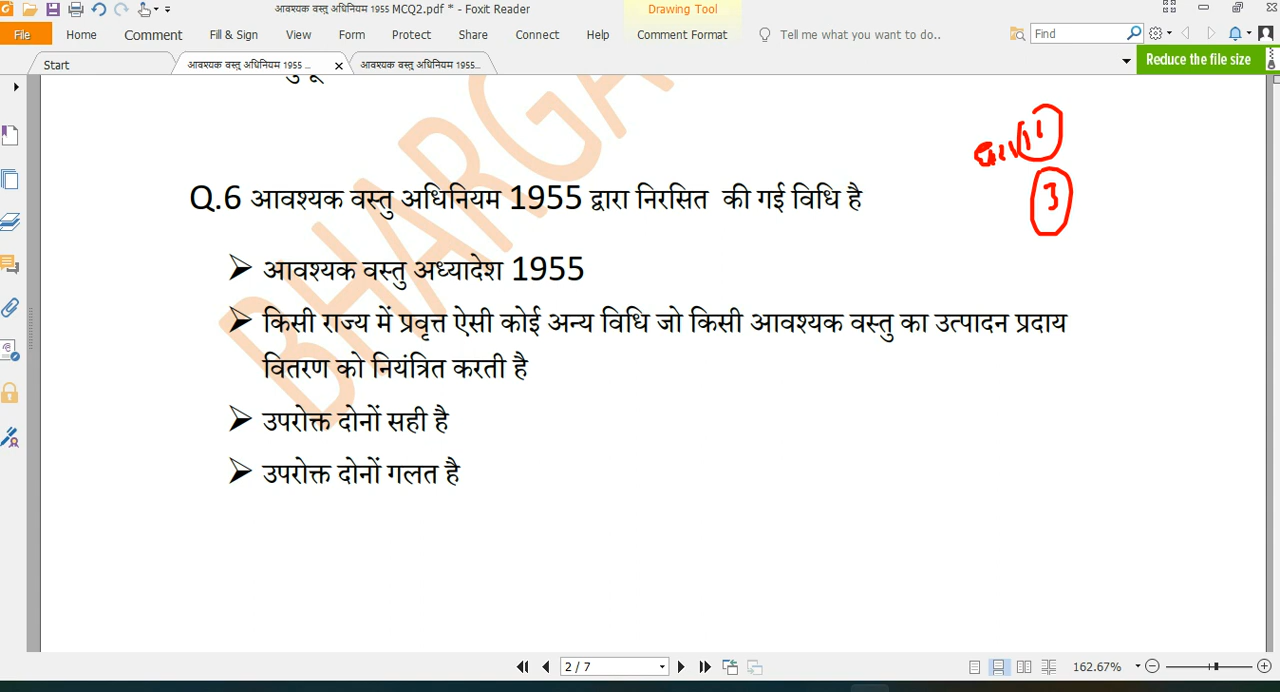 आवश्यक वस्तु अधिनियम 1955 MCQ2.pdf * - Foxit Reader
Drawing Tool
File Home Comment Fill & Sign View Form Protect Share Connect Help Comment Format Tell me what you want to do.. Find
Start आवश्यक वस्तु अधिनियम 1955 ... आवश्यक वस्तु अधिनियम 1955... Reduce the file size
BHARGA
11
3
Q.6 आवश्यक वस्तु अधिनियम 1955 द्वारा निरसित की गई विधि है
➤ आवश्यक वस्तु अध्यादेश 1955
➤ किसी राज्य में प्रवृत्त ऐसी कोई अन्य विधि जो किसी आवश्यक वस्तु का उत्पादन प्रदाय
वितरण को नियंत्रित करती है
➤ उपरोक्त दोनों सही है
➤ उपरोक्त दोनों गलत है
2 / 7 162.67%